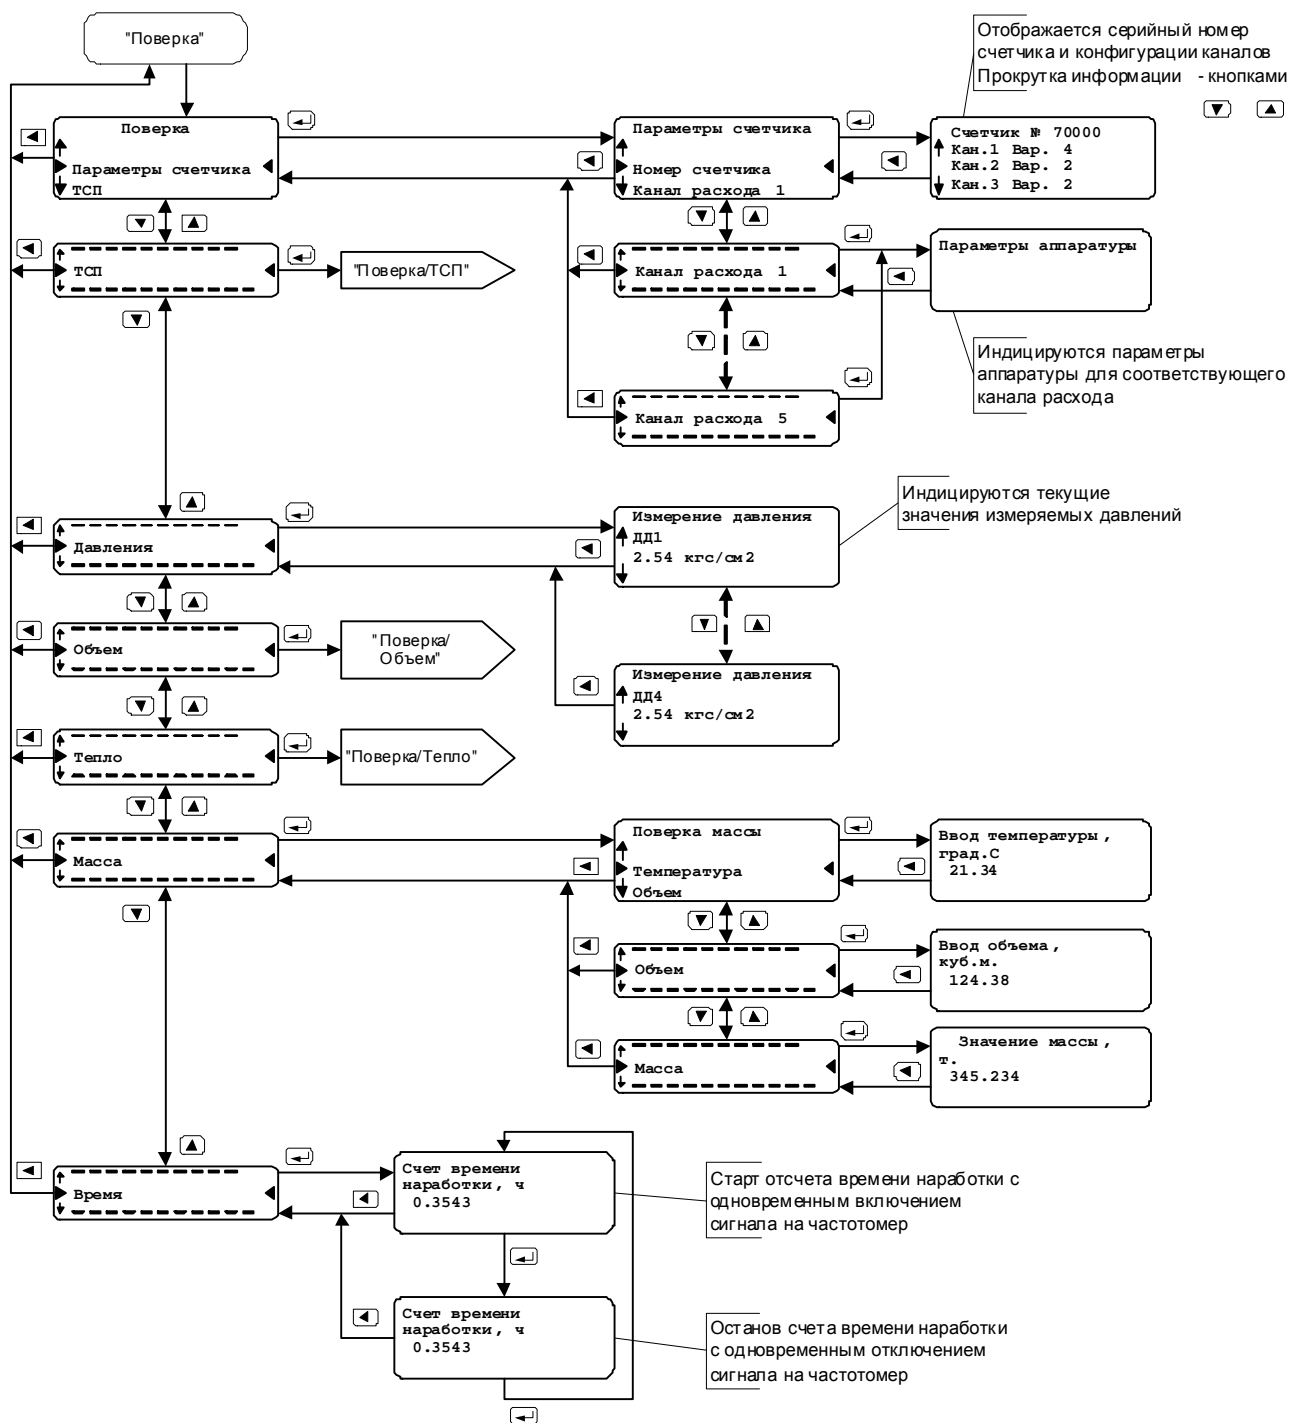 "Поверка"
Отображается серийный номер
счетчика и конфигурации каналов
Прокрутка информации - кнопками
Поверка
Параметры счетчика
ТСП
Параметры счетчика
Номер счетчика
Канал расхода 1
Счетчик № 70000
Кан.1 Вар. 4
Кан.2 Вар. 2
Кан.3 Вар. 2
ТСП
"Поверка/ТСП"
Канал расхода 1
Параметры аппаратуры
Индицируются параметры
аппаратуры для соответствующего
канала расхода
Канал расхода 5
Давления
Измерение давления
ДД1
2.54 кгс/см2
Индицируются текущие
значения измеряемых давлений
Объем
"Поверка/
Объем"
Измерение давления
ДД4
2.54 кгс/см2
Тепло
"Поверка/Тепло"
Масса
Поверка массы
Температура
Объем
Ввод температуры,
град.С
21.34
Объем
Ввод объема,
куб.м.
124.38
Масса
Значение массы,
т.
345.234
Время
Счет времени
наработки, ч
0.3543
Старт отсчета времени наработки с
одновременным включением
сигнала на частотомер
Счет времени
наработки, ч
0.3543
Останов счета времени наработки
с одновременным отключением
сигнала на частотомер